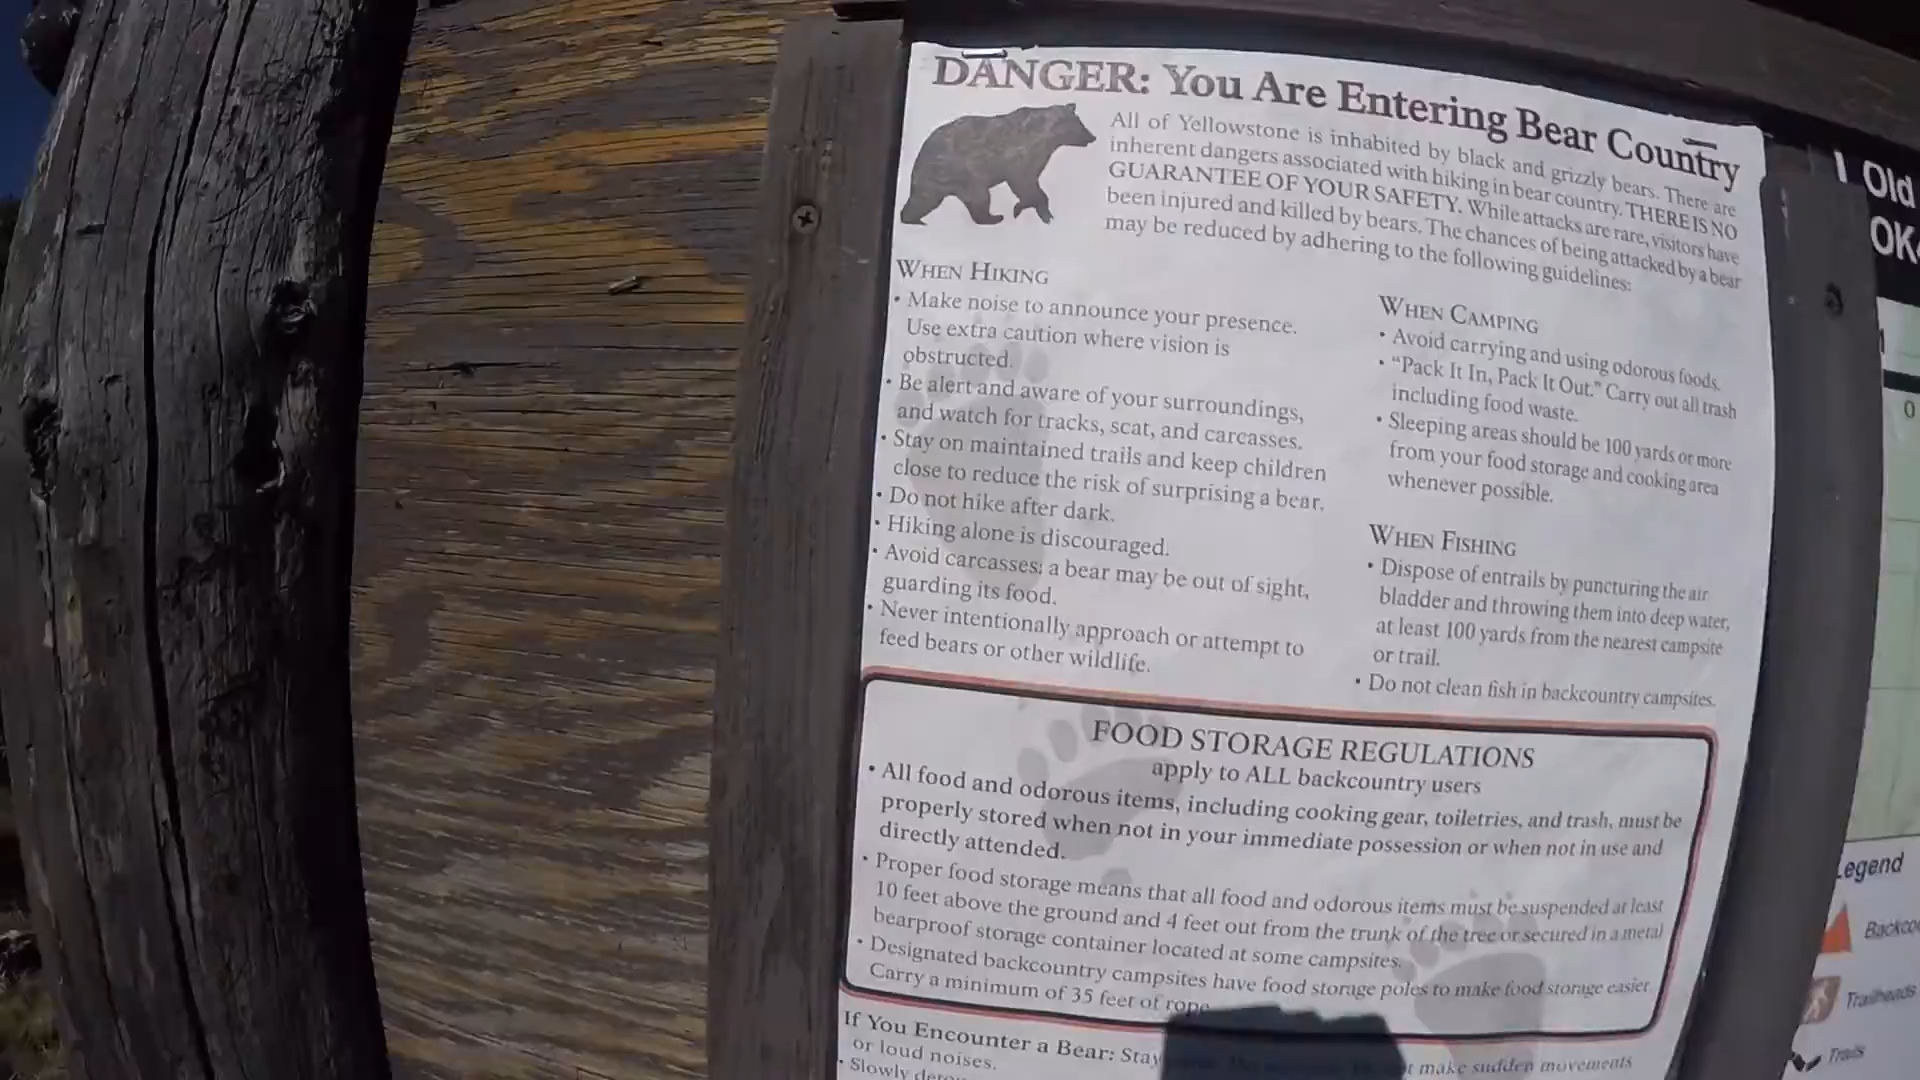 DANGER: You Are Entering Bear Country
All of Yellowstone is inhabited by black and grizzly bears. There are
inherent dangers associated with hiking in bear country. THERE IS NO
GUARANTEE OF YOUR SAFETY. While attacks are rare, visitors have
been injured and killed by bears. The chances of being attacked by a bear
may be reduced by adhering to the following guidelines:
WHEN HIKING
• Make noise to announce your presence.
Use extra caution where vision is
obstructed.
• Be alert and aware of your surroundings,
and watch for tracks, scat, and carcasses.
• Stay on maintained trails and keep children
close to reduce the risk of surprising a bear.
• Do not hike after dark.
• Hiking alone is discouraged.
• Avoid carcasses; a bear may be out of sight,
guarding its food.
• Never intentionally approach or attempt to
feed bears or other wildlife.
WHEN CAMPING
• Avoid carrying and using odorous foods.
• “Pack It In, Pack It Out.” Carry out all trash
including food waste.
• Sleeping areas should be 100 yards or more
from your food storage and cooking area
whenever possible.
WHEN FISHING
• Dispose of entrails by puncturing the air
bladder and throwing them into deep water,
at least 100 yards from the nearest campsite
or trail.
• Do not clean fish in backcountry campsites.
FOOD STORAGE REGULATIONS
apply to ALL backcountry users
• All food and odorous items, including cooking gear, toiletries, and trash, must be
properly stored when not in your immediate possession or when not in use and
directly attended.
• Proper food storage means that all food and odorous items must be suspended at least
10 feet above the ground and 4 feet out from the trunk of the tree or secured in a metal
bearproof storage container located at some campsites.
• Designated backcountry campsites have food storage poles to make food storage easier
Carry a minimum of 35 feet of rope
If You Encounter a Bear: Stay make sudden movements
or loud noises.
• Slowly
Old
OK
0
Legend
Trailheads
Trails